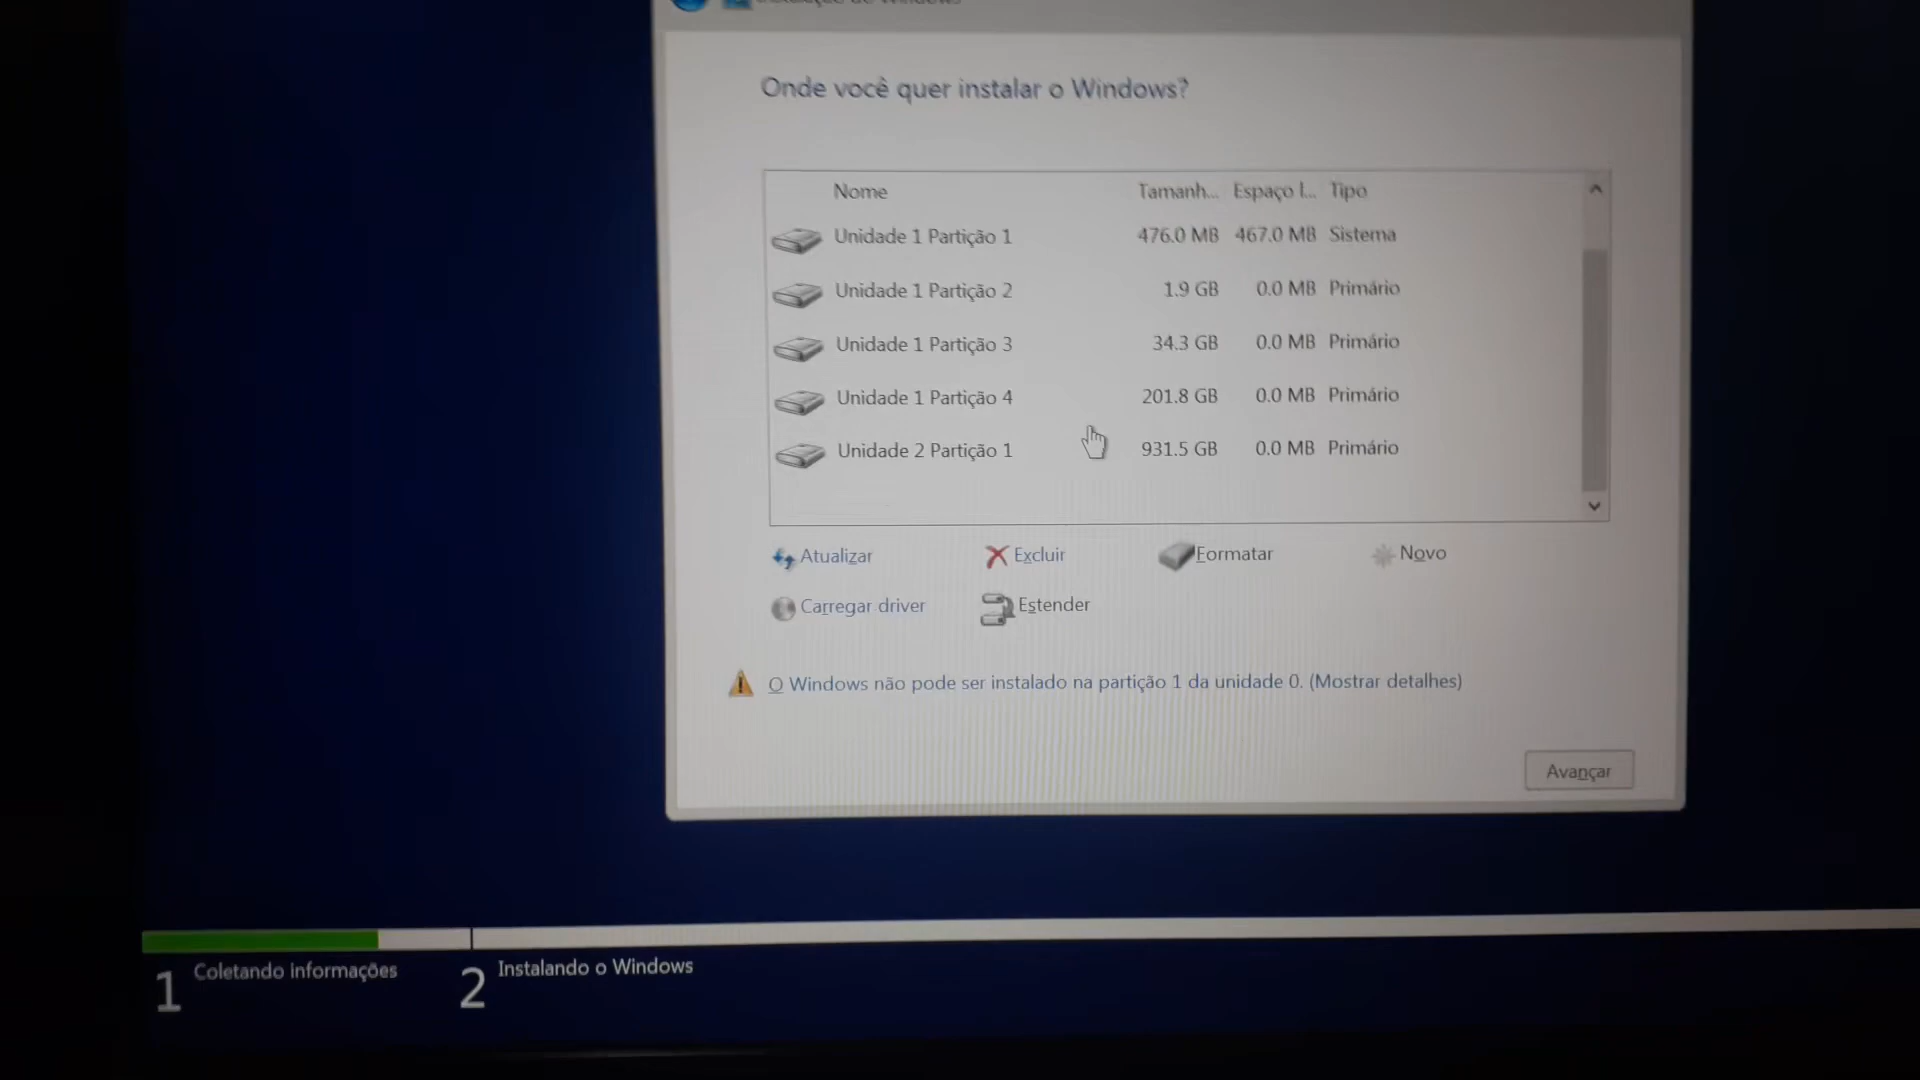 Onde você quer instalar o Windows?
Nome Tamanh... Espaço l... Tipo
Unidade 1 Partição 1 476.0 MB 467.0 MB Sistema
Unidade 1 Partição 2 1.9 GB 0.0 MB Primário
Unidade 1 Partição 3 34.3 GB 0.0 MB Primário
Unidade 1 Partição 4 201.8 GB 0.0 MB Primário
Unidade 2 Partição 1 931.5 GB 0.0 MB Primário
Atualizar Excluir Formatar Novo
Carregar driver Estender
O Windows não pode ser instalado na partição 1 da unidade 0. (Mostrar detalhes)
Avançar
1 Coletando informações 2 Instalando o Windows